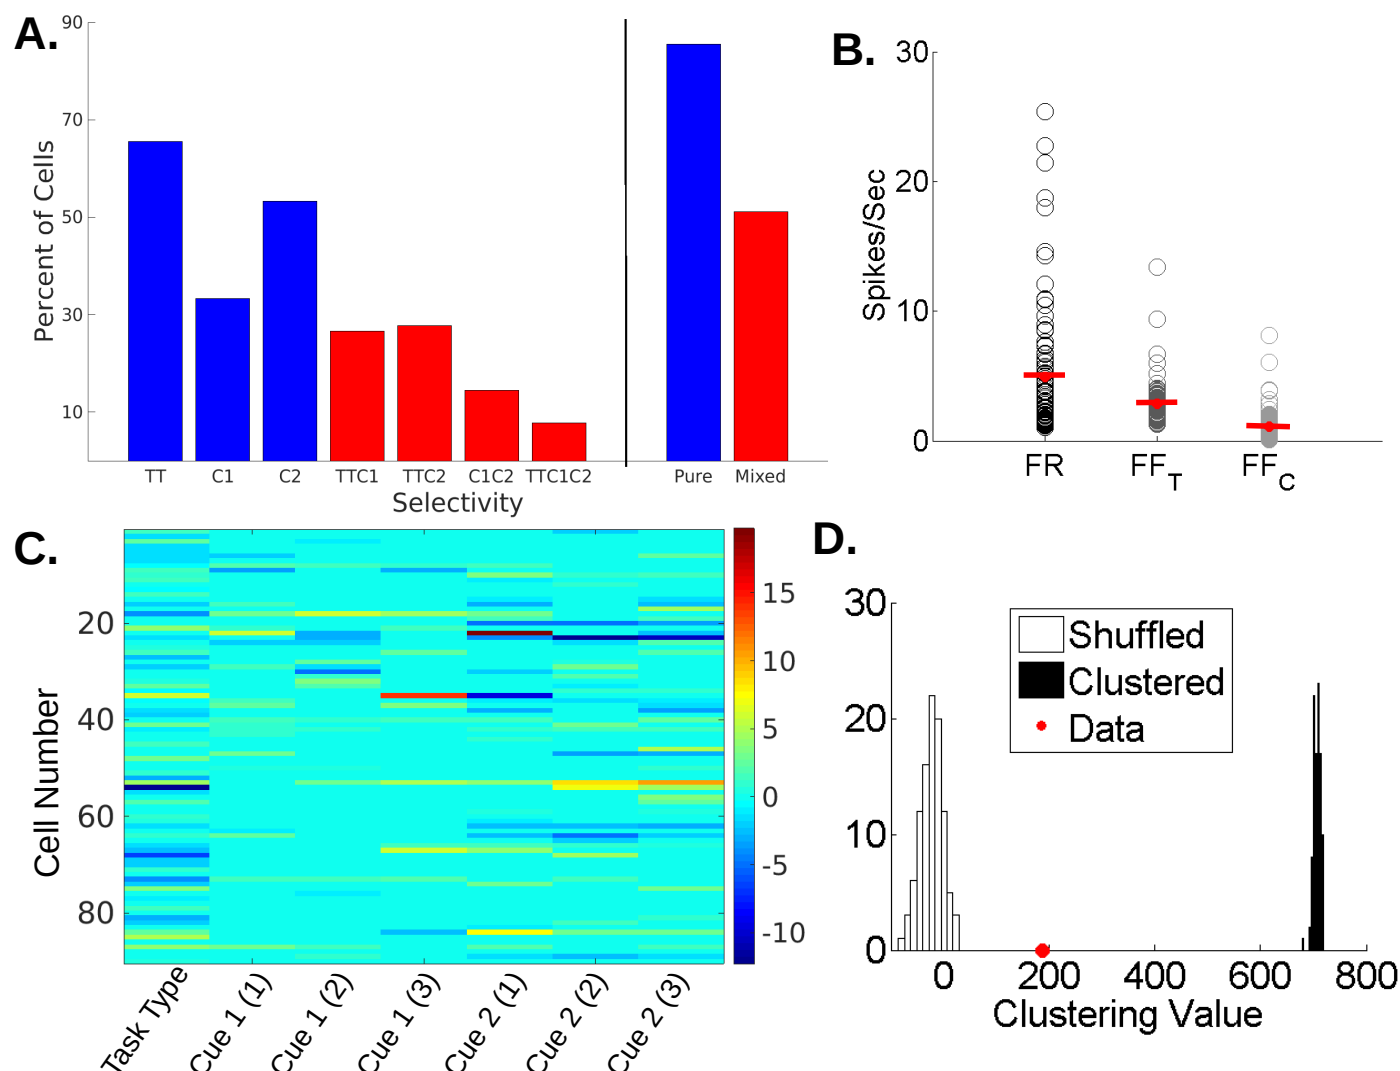 A.
90
70
50
30
10
Percent of Cells
TT C1 C2 TTC1 TTC2 C1C2 TTC1C2 Pure Mixed
Selectivity
B.
30
20
10
0
Spikes/Sec
FR FF_T FF_C
C.
20
40
60
80
Cell Number
15
10
5
0
-5
-10
Task Type Cue 1 (1) Cue 1 (2) Cue 1 (3) Cue 2 (1) Cue 2 (2) Cue 2 (3)
D.
30
20
10
0
Shuffled
Clustered
Data
0 200 400 600 800
Clustering Value